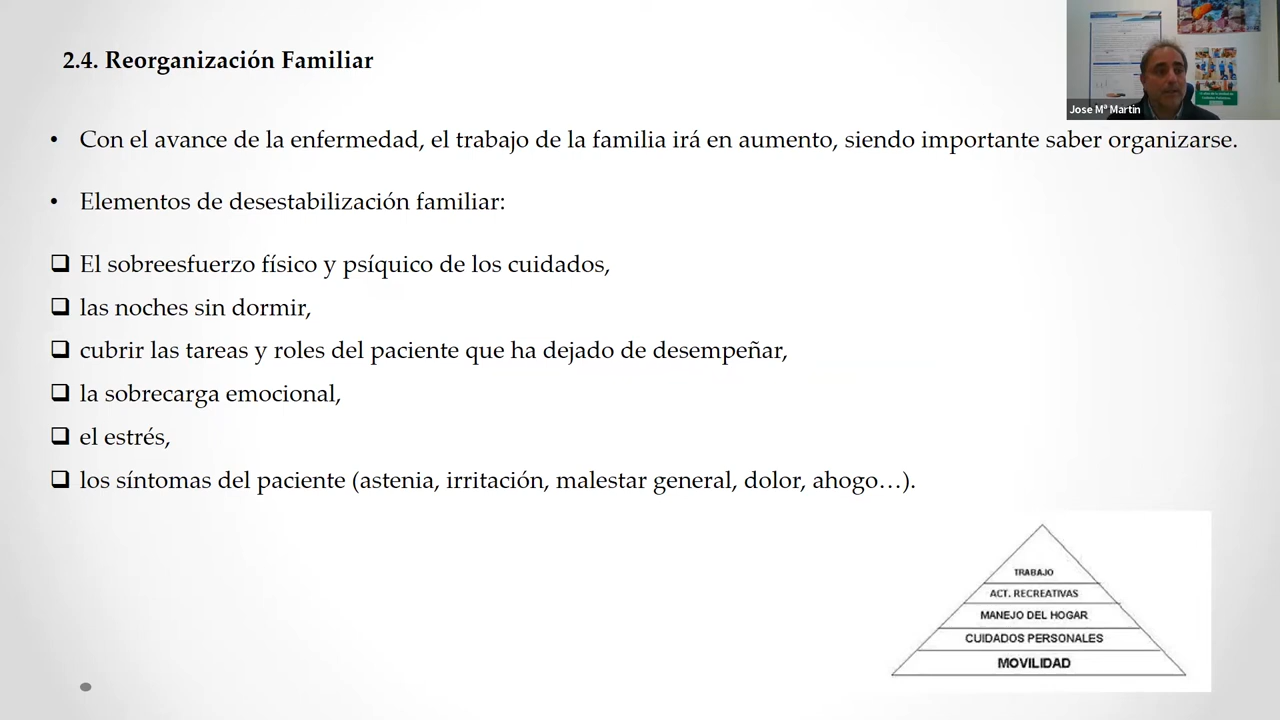 2.4. Reorganización Familiar
Jose Mª Martín
• Con el avance de la enfermedad, el trabajo de la familia irá en aumento, siendo importante saber organizarse.
• Elementos de desestabilización familiar:
❑ El sobreesfuerzo físico y psíquico de los cuidados,
❑ las noches sin dormir,
❑ cubrir las tareas y roles del paciente que ha dejado de desempeñar,
❑ la sobrecarga emocional,
❑ el estrés,
❑ los síntomas del paciente (astenia, irritación, malestar general, dolor, ahogo…).
TRABAJO
ACT. RECREATIVAS
MANEJO DEL HOGAR
CUIDADOS PERSONALES
MOVILIDAD